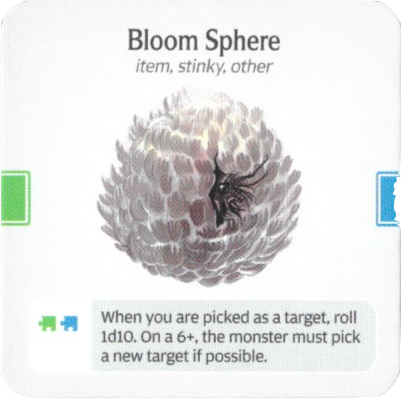 Bloom Sphere
item, stinky, other
When you are picked as a target, roll
1d10. On a 6+, the monster must pick
a new target if possible.